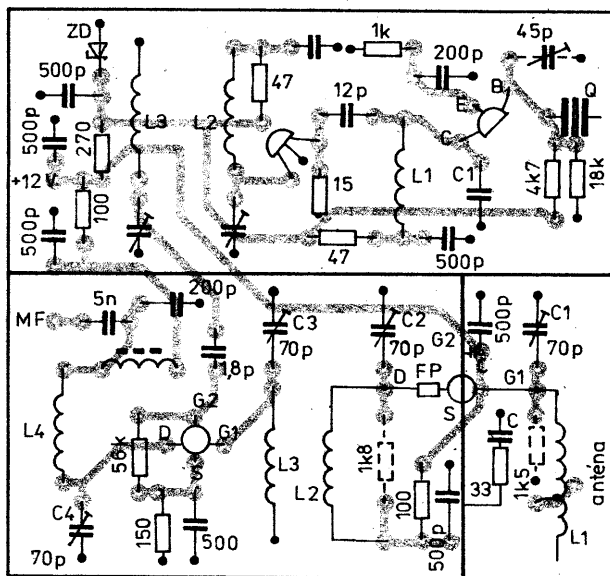 ZD
500p
500p
+12V
500p
270
100
L3
L2
47
1k
200p
45p
E
B
C
Q
12p
15
L1
C1
4k7
18k
47
500p
MF
5n
200p
1,8p
L4
C4
70p
56k
D
G2
G1
S
150
500
C3
70p
L3
C2
70p
L2
1k8
D
FP
G2
S
G1
500p
C1
70p
100
500p
C
33
1k5
L1
anténa